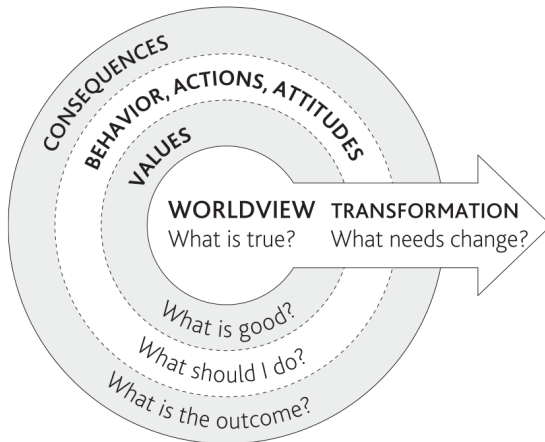 CONSEQUENCES
BEHAVIOR, ACTIONS, ATTITUDES
VALUES
WORLDVIEW
What is true?
TRANSFORMATION
What needs change?
What is good?
What should I do?
What is the outcome?